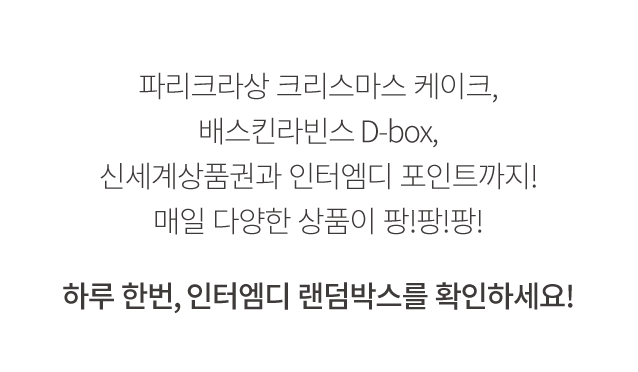 파리크라상 크리스마스 케이크,
배스킨라빈스 D-box,
신세계상품권과 인터엠디 포인트까지!
매일 다양한 상품이 팡!팡!팡!
하루 한번, 인터엠디 랜덤박스를 확인하세요!